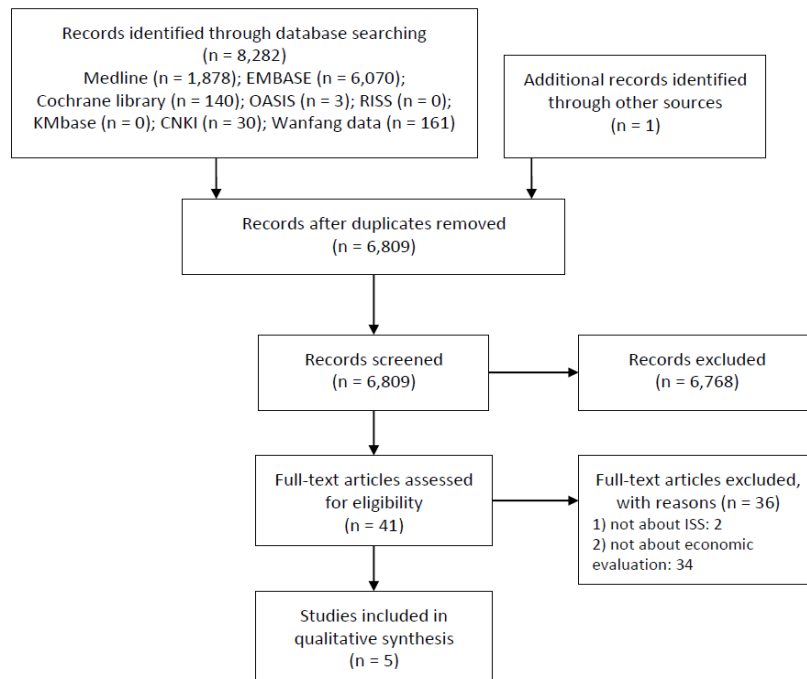 Records identified through database searching
(n = 8,282)
Medline (n = 1,878); EMBASE (n = 6,070);
Cochrane library (n = 140); OASIS (n = 3); RISS (n = 0);
KMbase (n = 0); CNKI (n = 30); Wanfang data (n = 161)
Additional records identified
through other sources
(n = 1)
Records after duplicates removed
(n = 6,809)
Records screened
(n = 6,809)
Records excluded
(n = 6,768)
Full-text articles assessed
for eligibility
(n = 41)
Full-text articles excluded,
with reasons (n = 36)
1) not about ISS: 2
2) not about economic
evaluation: 34
Studies included in
qualitative synthesis
(n = 5)